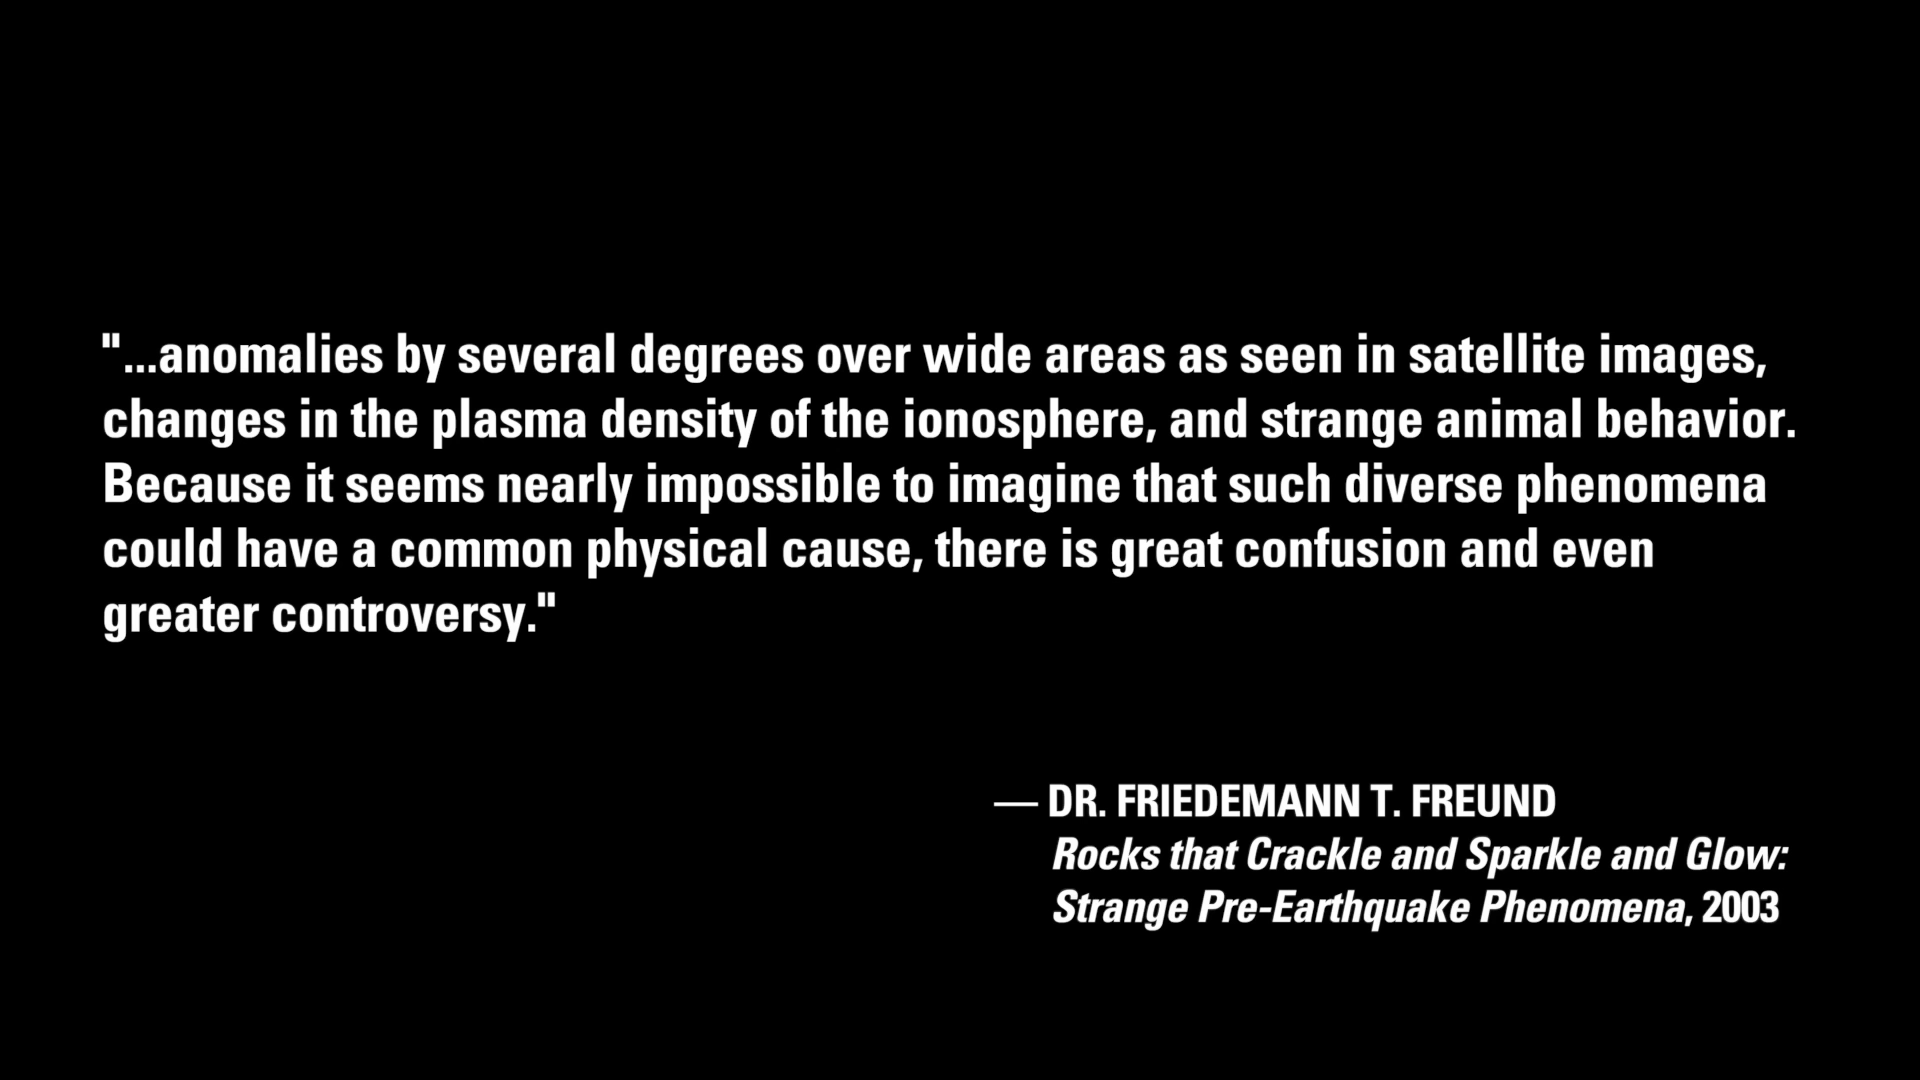 "...anomalies by several degrees over wide areas as seen in satellite images,
changes in the plasma density of the ionosphere, and strange animal behavior.
Because it seems nearly impossible to imagine that such diverse phenomena
could have a common physical cause, there is great confusion and even
greater controversy."
— DR. FRIEDEMANN T. FREUND
Rocks that Crackle and Sparkle and Glow:
Strange Pre-Earthquake Phenomena, 2003